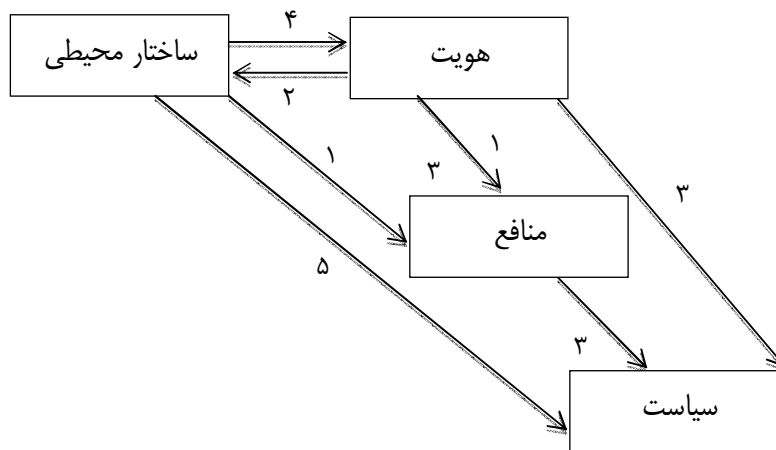 ساختار محیطی
۴
هویت
۲
۱
۱
۳
۳
منافع
۵
۳
سیاست